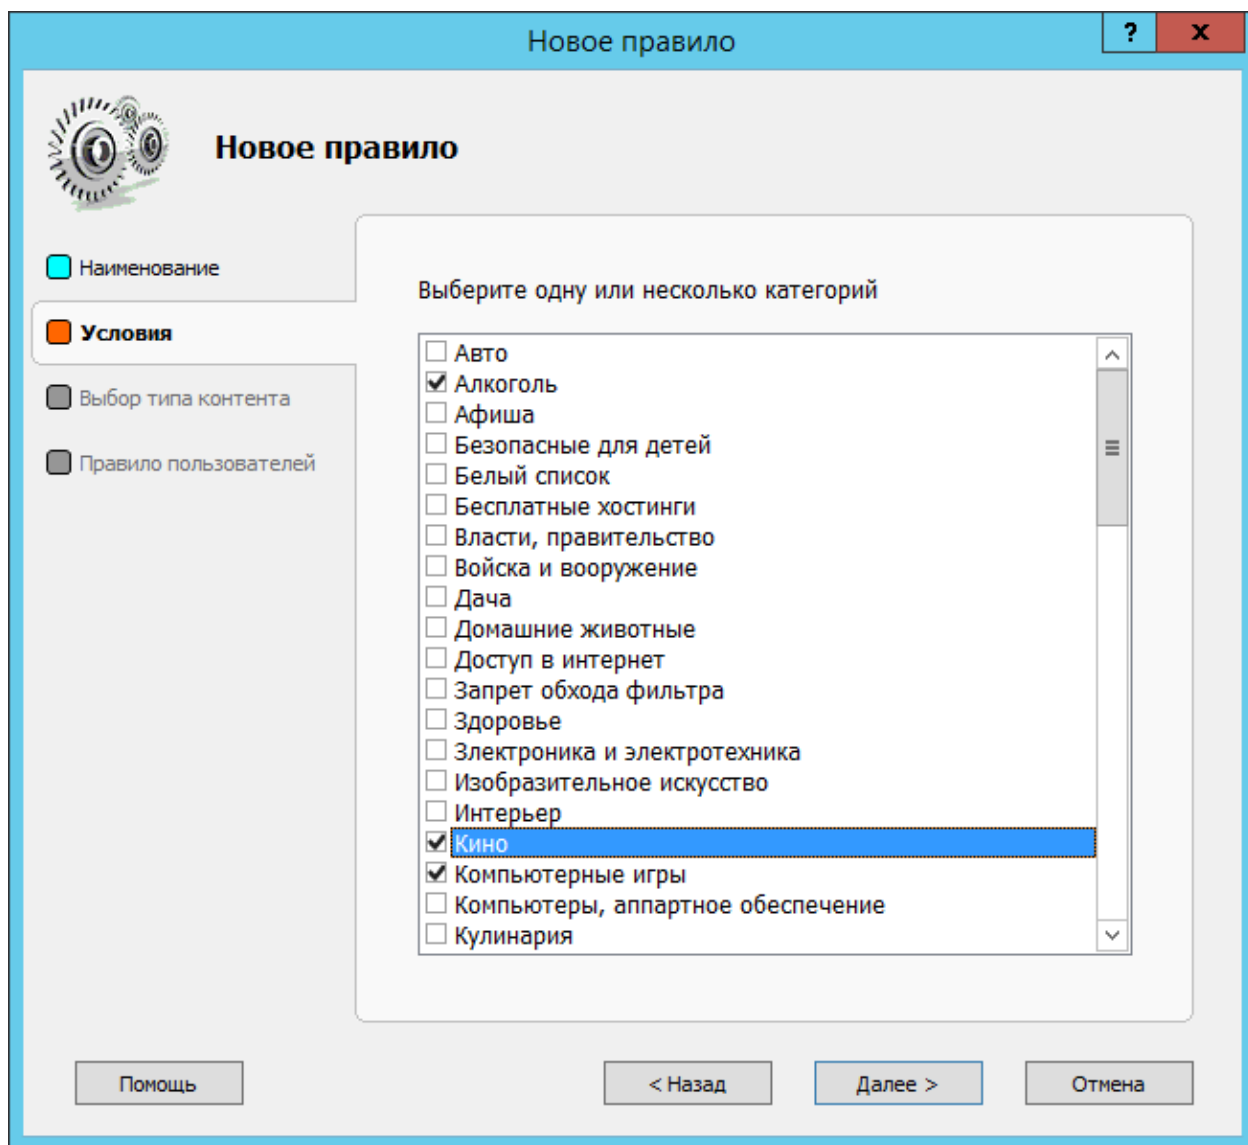 Новое правило
?
x
Новое правило
Наименование
Условия
Выбор типа контента
Правило пользователей
Выберите одну или несколько категорий
Авто
Алкоголь
Афиша
Безопасные для детей
Белый список
Бесплатные хостинги
Власти, правительство
Войска и вооружение
Дача
Домашние животные
Доступ в интернет
Запрет обхода фильтра
Здоровье
Злектроника и электротехника
Изобразительное искусство
Интерьер
Кино
Компьютерные игры
Компьютеры, аппартное обеспечение
Кулинария
Помощь
< Назад
Далее >
Отмена